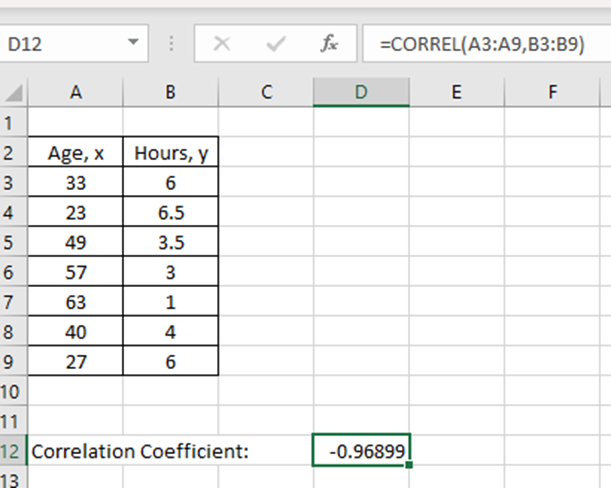 D12 fx =CORREL(A3:A9,B3:B9)
A B C D E F
1
2 Age, x Hours, y
3 33 6
4 23 6.5
5 49 3.5
6 57 3
7 63 1
8 40 4
9 27 6
10
11
12 Correlation Coefficient: -0.96899
13